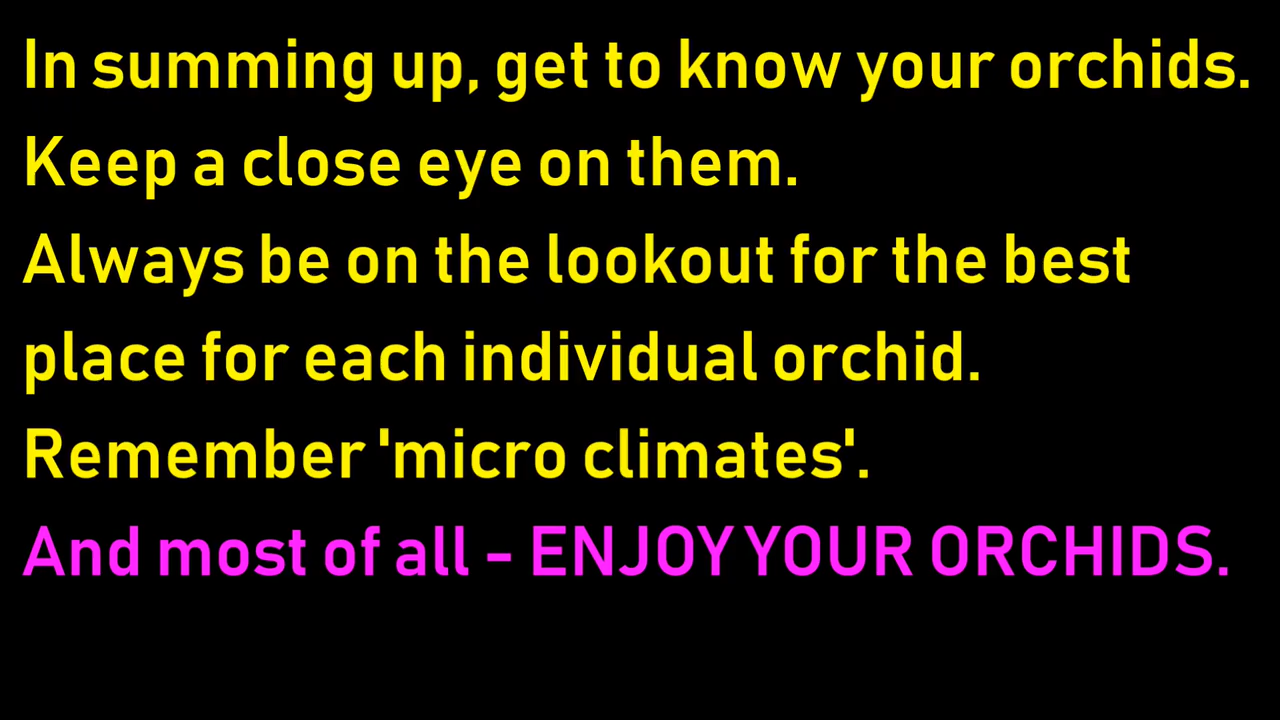 In summing up, get to know your orchids.
Keep a close eye on them.
Always be on the lookout for the best
place for each individual orchid.
Remember 'micro climates'.
And most of all - ENJOY YOUR ORCHIDS.